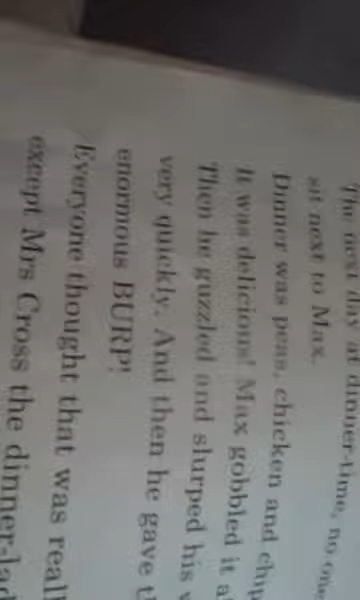 The next day at dinner-time, no one
sit next to Max.
Dinner was peas, chicken and chip
It was delicious! Max gobbled it a
Then he guzzled and slurped his
very quickly. And then he gave t
enormous BURP!
Everyone thought that was real
except Mrs Cross the dinner-lad